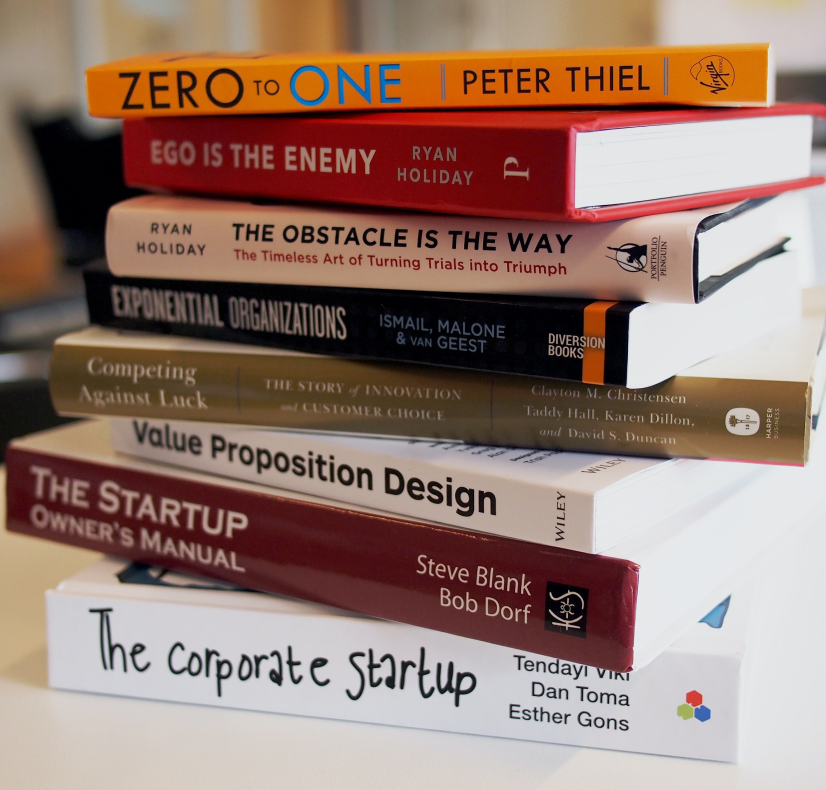 ZERO TO ONE
PETER THIEL
Virgin
BOOKS
EGO IS THE ENEMY
RYAN
HOLIDAY
P
RYAN
HOLIDAY
THE OBSTACLE IS THE WAY
The Timeless Art of Turning Trials into Triumph
PORTFOLIO
PENGUIN
EXPONENTIAL ORGANIZATIONS
ISMAIL, MALONE
& VAN GEEST
DIVERSION
BOOKS
Competing
Against Luck
THE STORY of INNOVATION
and CUSTOMER CHOICE
Clayton M. Christensen
Taddy Hall, Karen Dillon,
and David S. Duncan
HARPER
BUSINESS
Value Proposition Design
WILEY
WILEY
THE STARTUP
OWNER'S MANUAL
Steve Blank
Bob Dorf
K&S
The corporate startup
Tendayi Viki
Dan Toma
Esther Gons